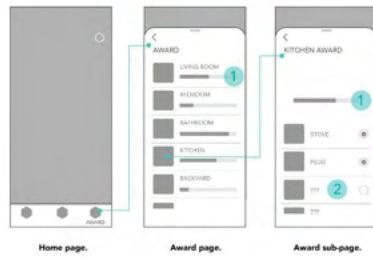 AWARD
Home page.
AWARD
LIVING ROOM
1
BEDROOM
BATHROOM
KITCHEN
BACKYARD
Award page.
KITCHEN AWARD
1
STOVE
PLUG
???
2
???
Award sub-page.